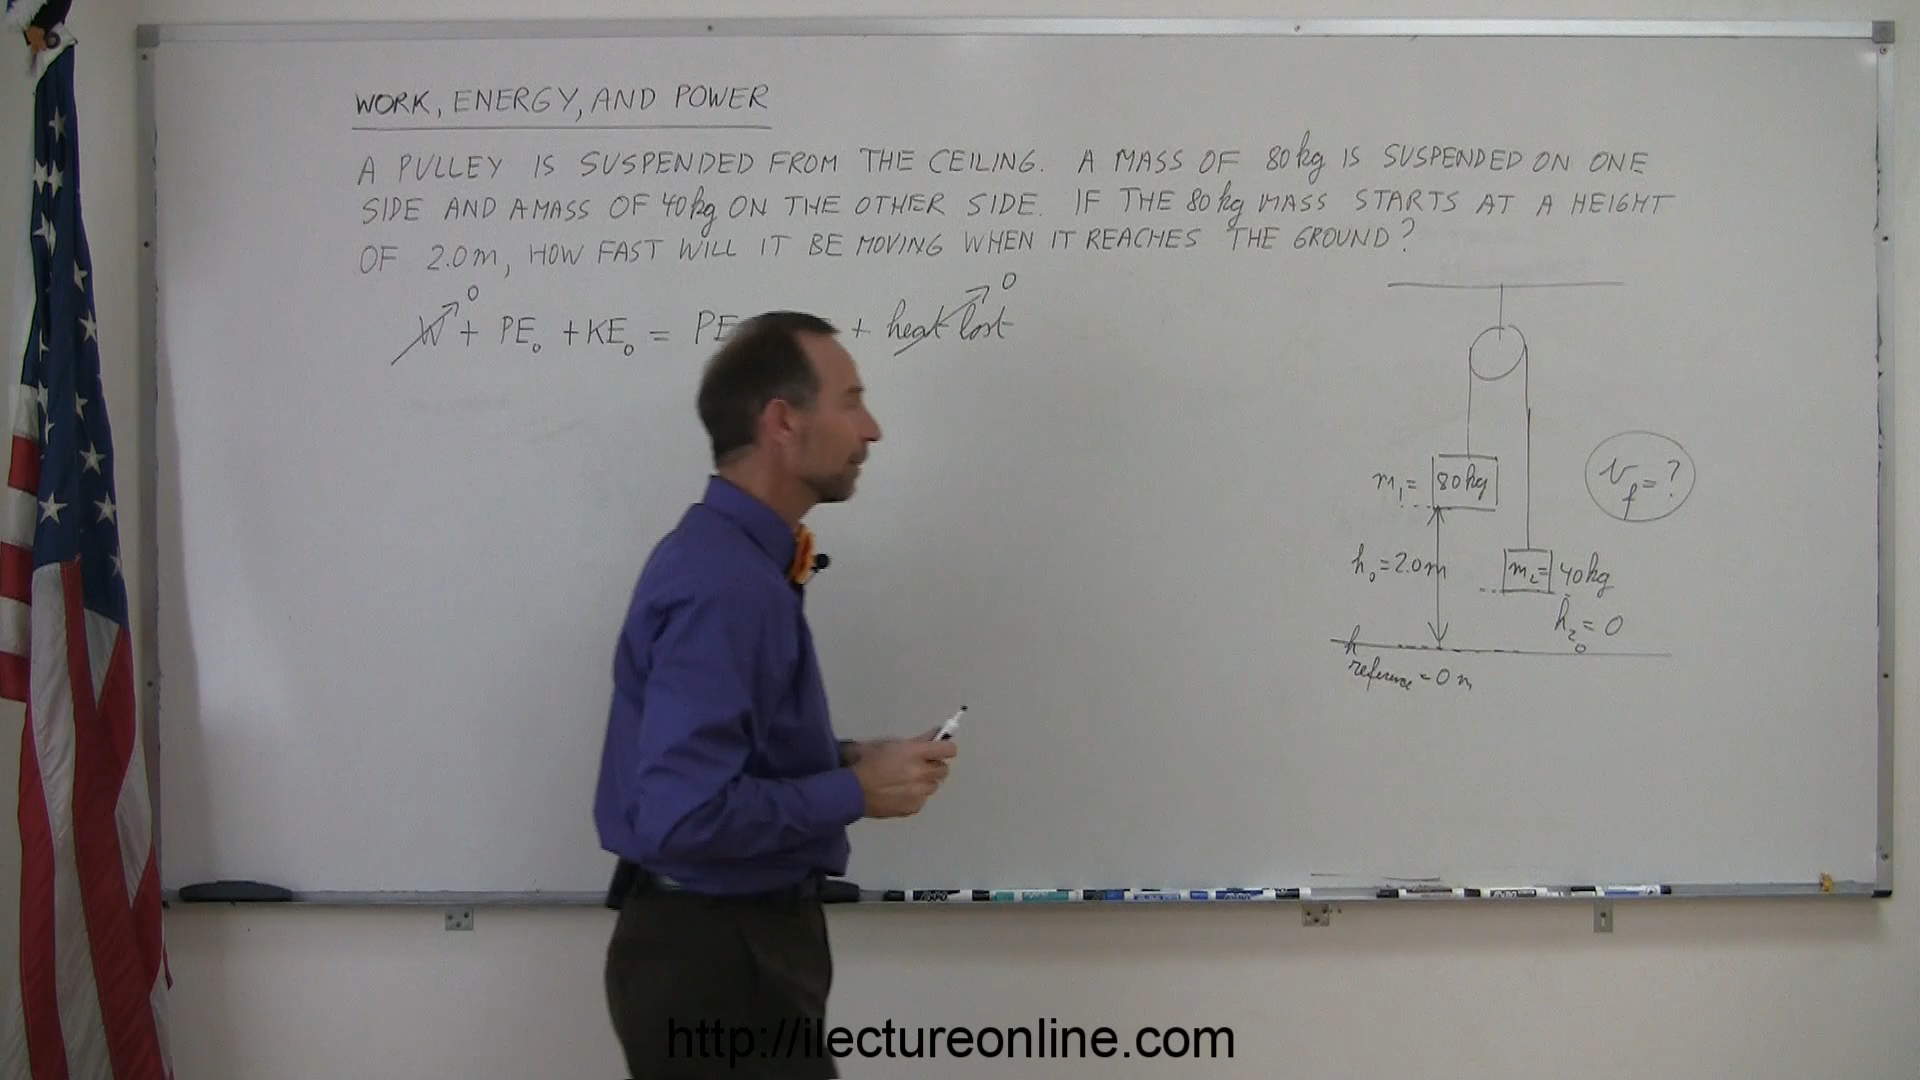 WORK, ENERGY, AND POWER
A PULLEY IS SUSPENDED FROM THE CEILING. A MASS OF 80kg IS SUSPENDED ON ONE
SIDE AND A MASS OF 40kg ON THE OTHER SIDE. IF THE 80kg MASS STARTS AT A HEIGHT
OF 2.0m, HOW FAST WILL IT BE MOVING WHEN IT REACHES THE GROUND?
0 0
W + PE₀ + KE₀ = PE + heat lost
m₁ = 80kg
v_f = ?
h₀ = 2.0m
m₂ = 40kg
h₂₀ = 0
h reference = 0 m
EXPO
http://ilectureonline.com